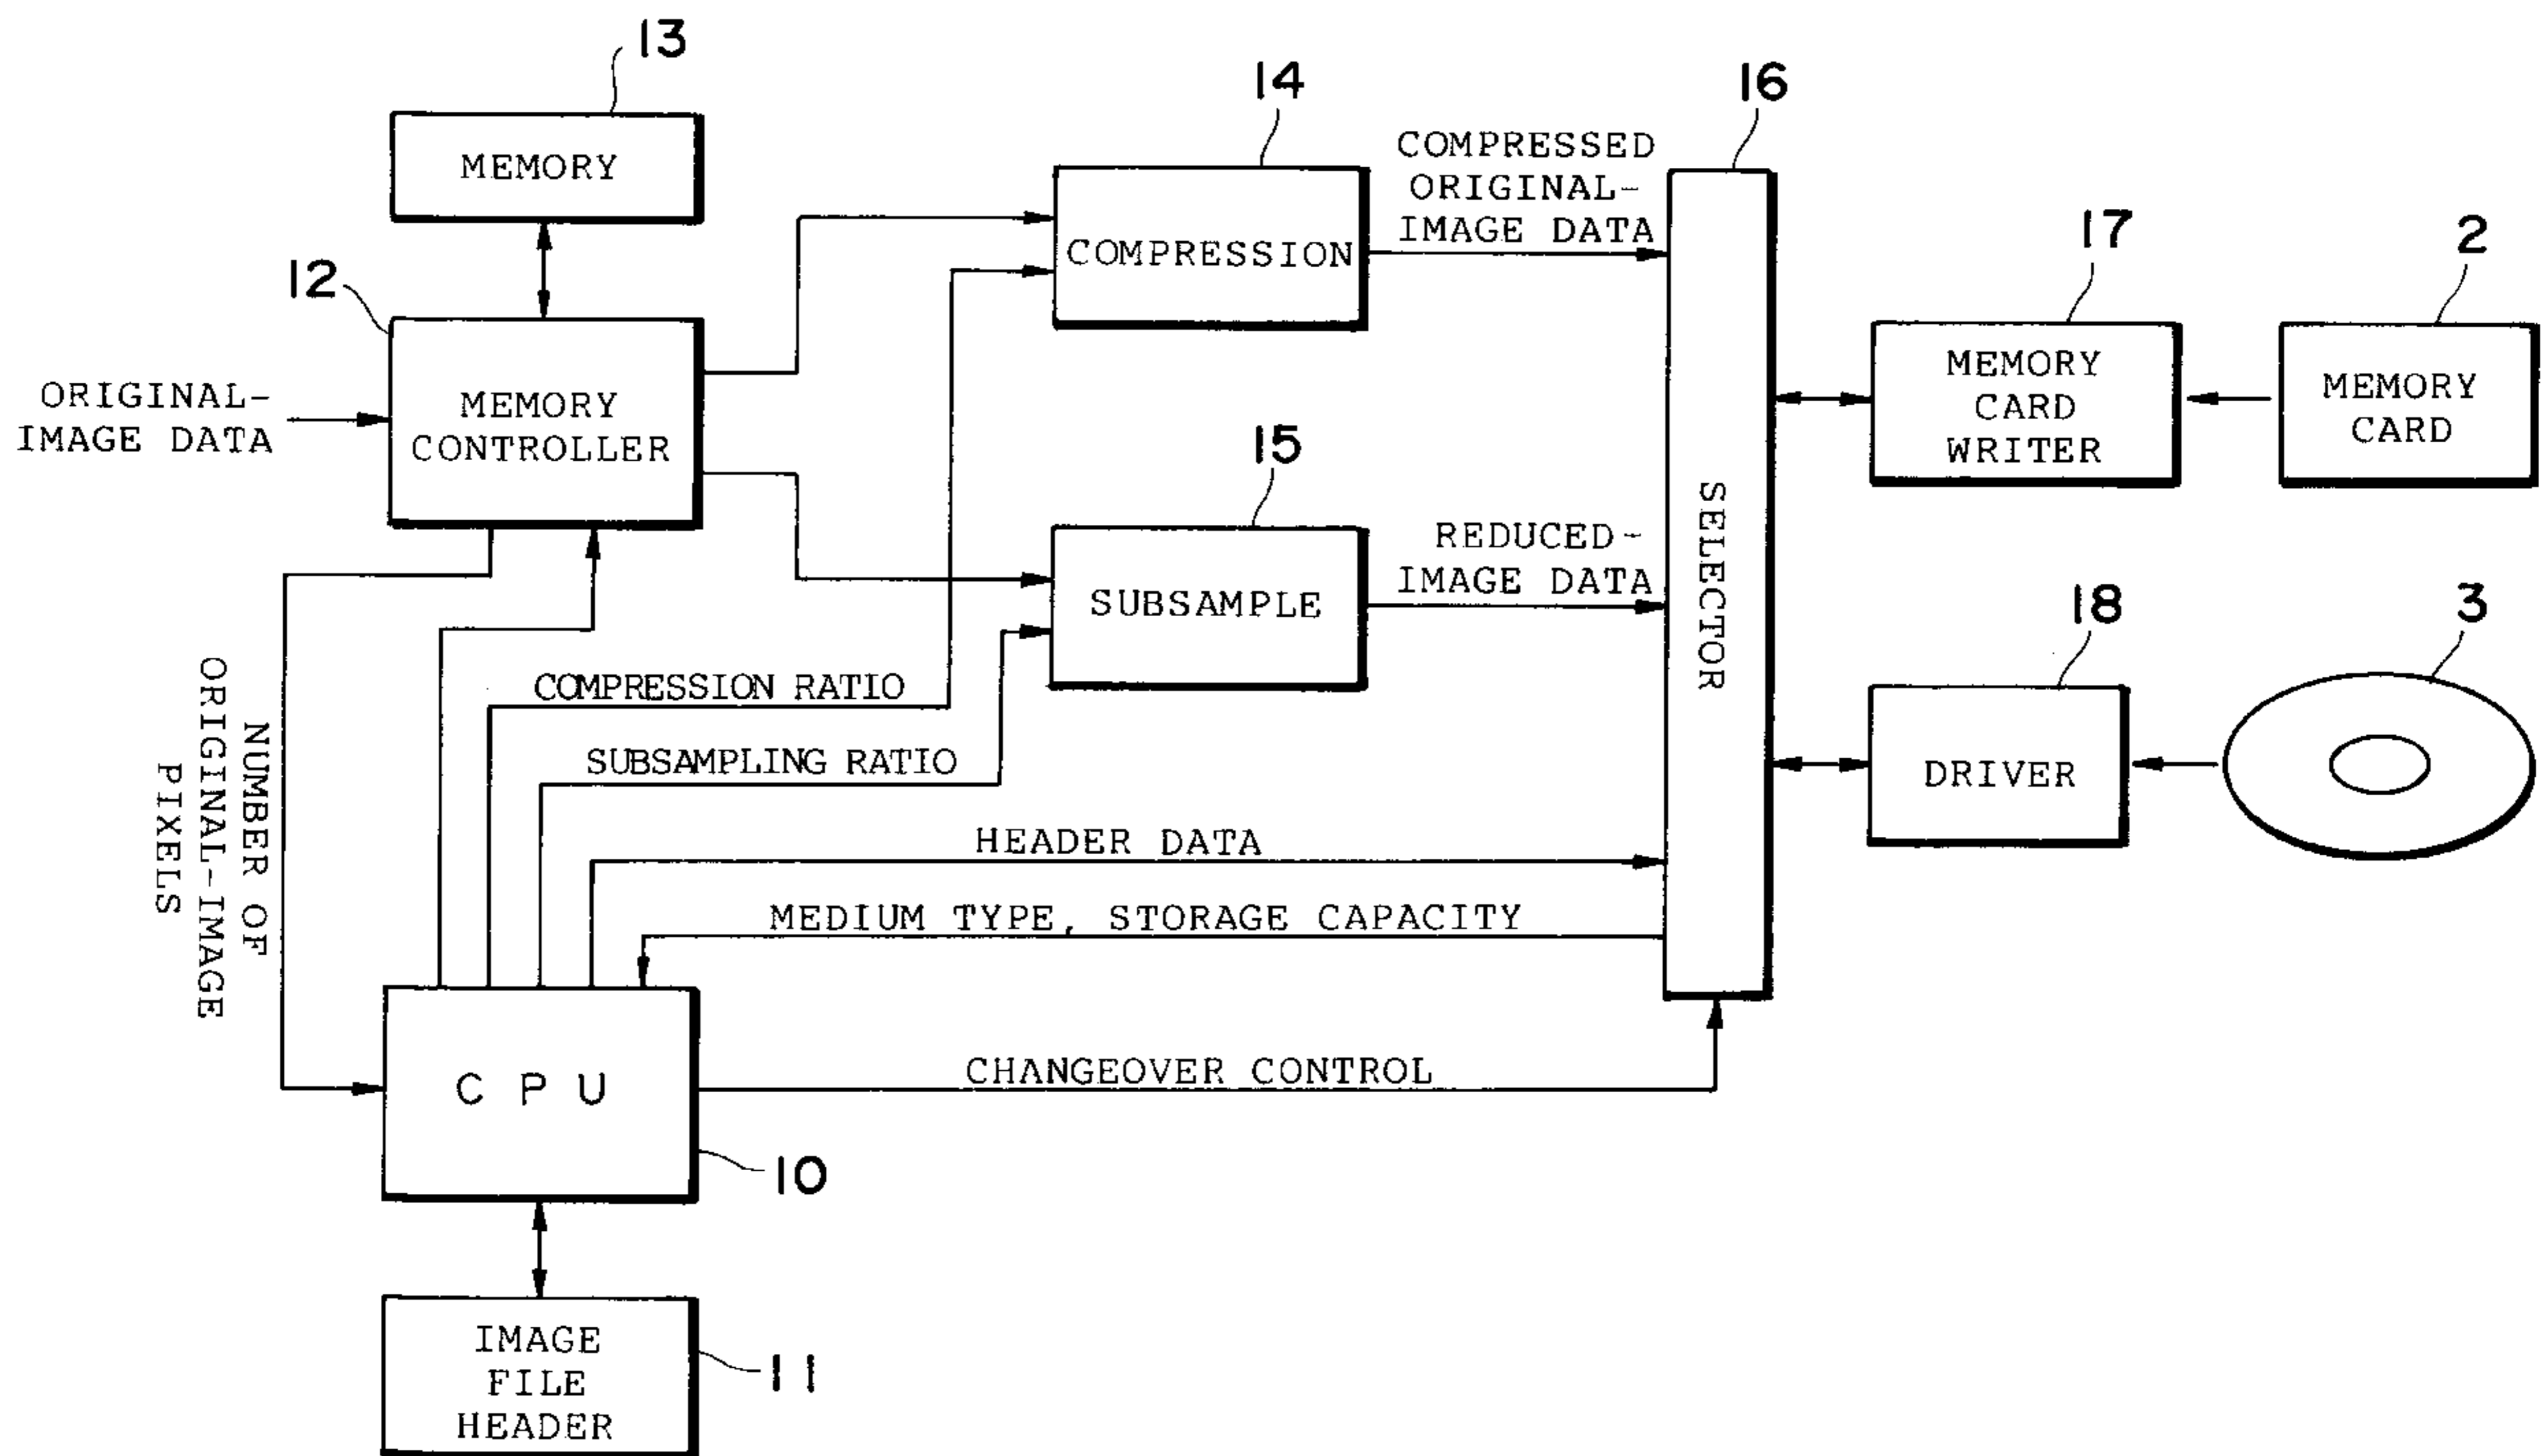 13
MEMORY
12
ORIGINAL-
IMAGE DATA
MEMORY
CONTROLLER
14
COMPRESSION
COMPRESSED
ORIGINAL-
IMAGE DATA
16
SELECTOR
17
MEMORY
CARD
WRITER
2
MEMORY
CARD
15
SUBSAMPLE
REDUCED-
IMAGE DATA
18
DRIVER
3
NUMBER OF
ORIGINAL-IMAGE
PIXELS
COMPRESSION RATIO
SUBSAMPLING RATIO
HEADER DATA
MEDIUM TYPE, STORAGE CAPACITY
CHANGEOVER CONTROL
CPU
10
IMAGE
FILE
HEADER
11